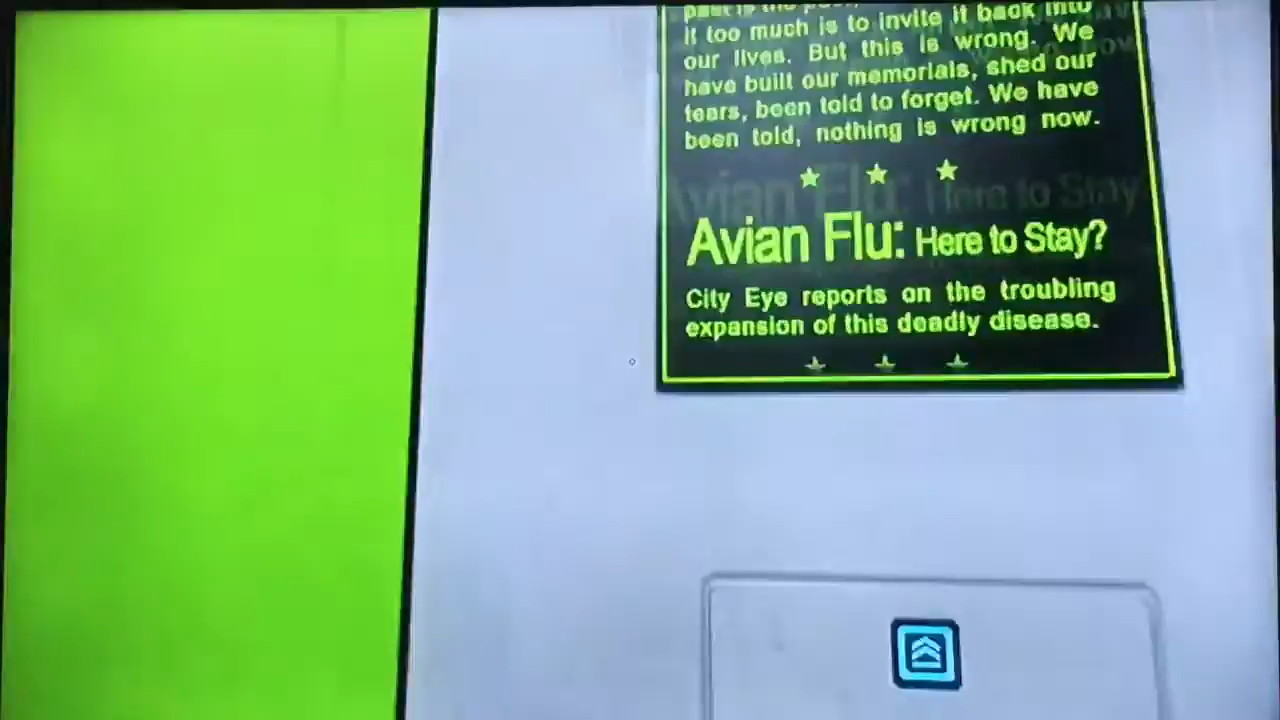 it too much is to invite it back into
our lives. But this is wrong. We
have built our memorials, shed our
tears, been told to forget. We have
been told, nothing is wrong now.
Avian Flu: Here to Stay?
City Eye reports on the troubling
expansion of this deadly disease.